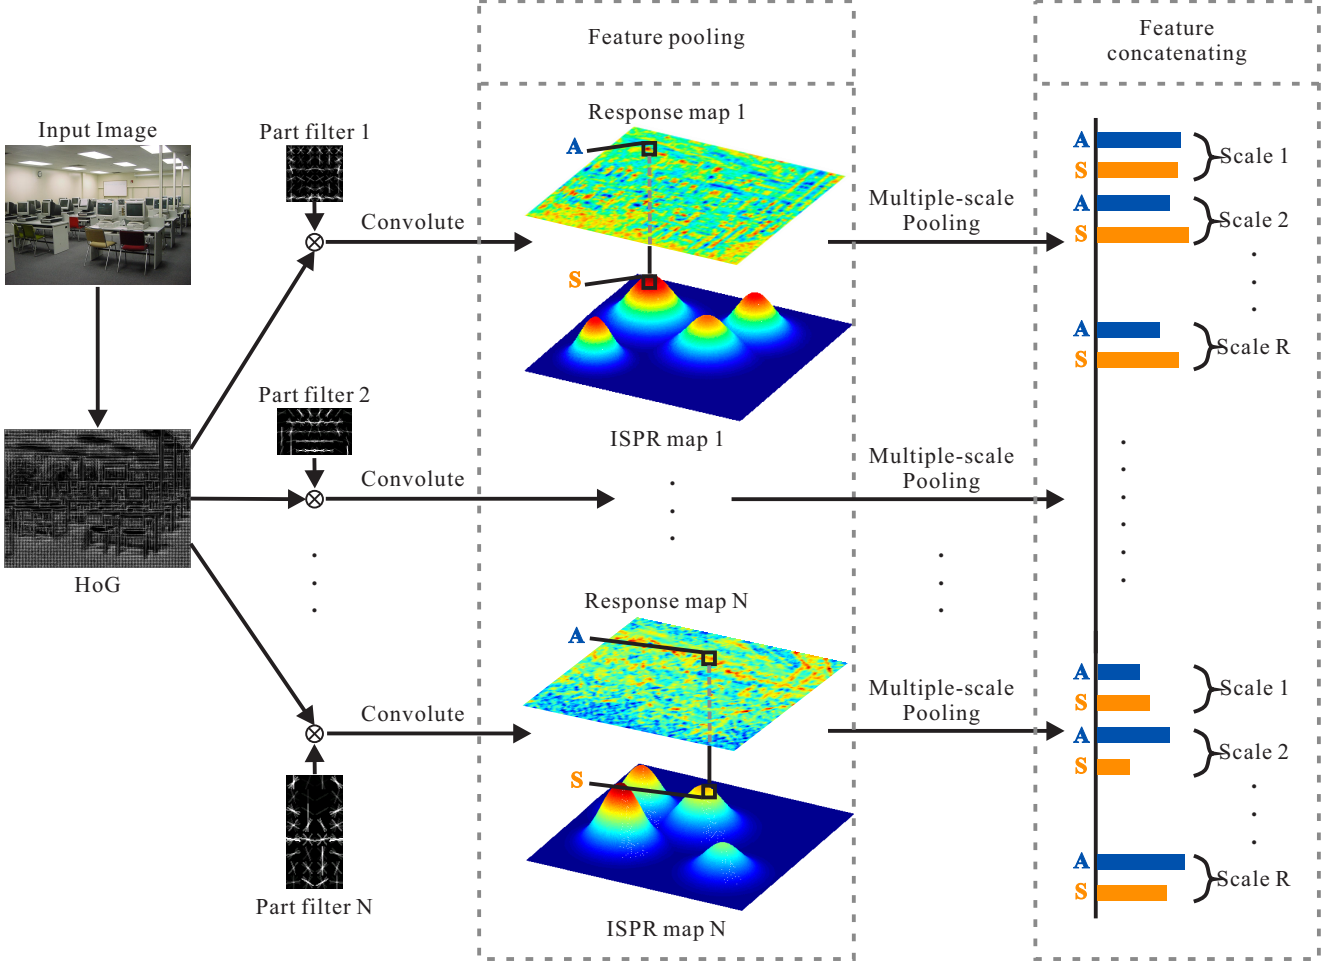 Feature pooling
Feature
concatenating
Input Image
Part filter 1
Convolute
Response map 1
A
S
ISPR map 1
Multiple-scale
Pooling
A
S
Scale 1
A
S
Scale 2
A
S
Scale R
HoG
Part filter 2
Convolute
Multiple-scale
Pooling
Part filter N
Convolute
Response map N
A
S
ISPR map N
Multiple-scale
Pooling
A
S
Scale 1
A
S
Scale 2
A
S
Scale R